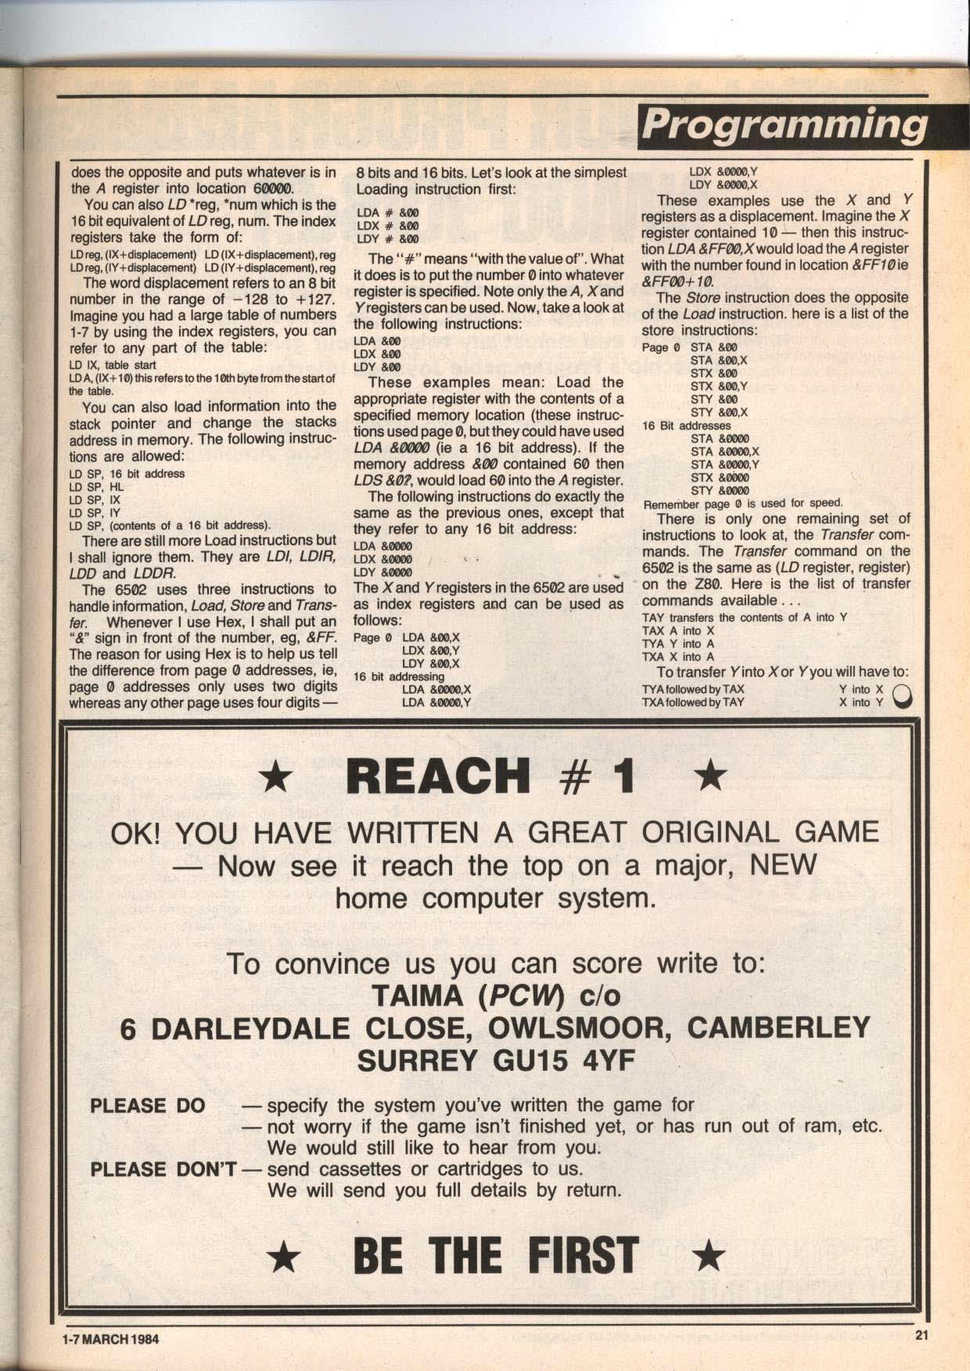 Programming
does the opposite and puts whatever is in
the A register into location 60000.
You can also LD *reg, *num which is the
16 bit equivalent of LD reg, num. The index
registers take the form of:
LD reg, (IX+displacement) LD (IX+displacement), reg
LD reg, (IY+displacement) LD (IY+displacement), reg
The word displacement refers to an 8 bit
number in the range of −128 to +127.
Imagine you had a large table of numbers
1-7 by using the index registers, you can
refer to any part of the table:
LD IX, table start
LD A, (IX+10) this refers to the 10th byte from the start of
the table.
You can also load information into the
stack pointer and change the stacks
address in memory. The following instruc-
tions are allowed:
LD SP, 16 bit address
LD SP, HL
LD SP, IX
LD SP, IY
LD SP, (contents of a 16 bit address).
There are still more Load instructions but
I shall ignore them. They are LDI, LDIR,
LDD and LDDR.
The 6502 uses three instructions to
handle information, Load, Store and Trans-
fer. Whenever I use Hex, I shall put an
"&" sign in front of the number, eg, &FF.
The reason for using Hex is to help us tell
the difference from page 0 addresses, ie,
page 0 addresses only uses two digits
whereas any other page uses four digits —
8 bits and 16 bits. Let's look at the simplest
Loading instruction first:
LDA # &00
LDX # &00
LDY # &00
The "#" means "with the value of". What
it does is to put the number 0 into whatever
register is specified. Note only the A, X and
Y registers can be used. Now, take a look at
the following instructions:
LDA &00
LDX &00
LDY &00
These examples mean: Load the
appropriate register with the contents of a
specified memory location (these instruc-
tions used page 0, but they could have used
LDA &0000 (ie a 16 bit address). If the
memory address &00 contained 60 then
LDS &0?, would load 60 into the A register.
The following instructions do exactly the
same as the previous ones, except that
they refer to any 16 bit address:
LDA &0000
LDX &0000
LDY &0000
The X and Y registers in the 6502 are used
as index registers and can be used as
follows:
Page 0 LDA &00,X
LDX &00,Y
LDY &00,X
16 bit addressing
LDA &0000,X
LDA &0000,Y
LDX &0000,Y
LDY &0000,X
These examples use the X and Y
registers as a displacement. Imagine the X
register contained 10 — then this instruc-
tion LDA &FF00,X would load the A register
with the number found in location &FF10 ie
&FF00+10.
The Store instruction does the opposite
of the Load instruction. here is a list of the
store instructions:
Page 0 STA &00
STA &00,X
STX &00
STX &00,Y
STY &00
STY &00,X
16 Bit addresses
STA &0000
STA &0000,X
STA &0000,Y
STX &0000
STY &0000
Remember page 0 is used for speed.
There is only one remaining set of
instructions to look at, the Transfer com-
mands. The Transfer command on the
6502 is the same as (LD register, register)
on the Z80. Here is the list of transfer
commands available . . .
TAY transfers the contents of A into Y
TAX A into X
TYA Y into A
TXA X into A
To transfer Y into X or Y you will have to:
TYA followed by TAX Y into X
TXA followed by TAY X into Y
★ REACH # 1 ★
OK! YOU HAVE WRITTEN A GREAT ORIGINAL GAME
— Now see it reach the top on a major, NEW
home computer system.
To convince us you can score write to:
TAIMA (PCW) c/o
6 DARLEYDALE CLOSE, OWLSMOOR, CAMBERLEY
SURREY GU15 4YF
PLEASE DO — specify the system you've written the game for
— not worry if the game isn't finished yet, or has run out of ram, etc.
We would still like to hear from you.
PLEASE DON'T — send cassettes or cartridges to us.
We will send you full details by return.
★ BE THE FIRST ★
1-7 MARCH 1984
21